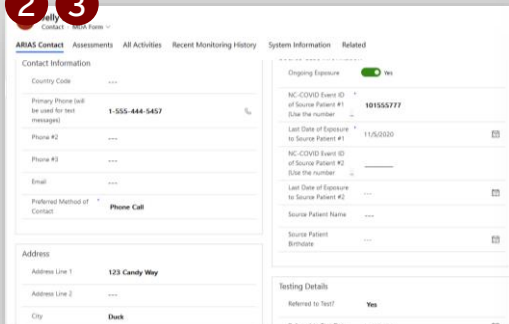 2 3
elly
Contact · MDA Form
ARIAS Contact Assessments All Activities Recent Monitoring History System Information Related
Contact Information
Country Code ---
Primary Phone (will
be used for text
messages)
1-555-444-5457
Phone #2 ---
Phone #3 ---
Email ---
Preferred Method of
Contact
* Phone Call
Address
Address Line 1 123 Candy Way
Address Line 2 ---
City Duck
Ongoing Exposure Yes
NC-COVID Event ID
of Source Patient #1
(Use the number
* 101555777
Last Date of Exposure
to Source Patient #1
* 11/5/2020
NC-COVID Event ID
of Source Patient #2
(Use the number
Last Date of Exposure
to Source Patient #2
---
Source Patient Name ---
Source Patient
Birthdate
---
Testing Details
Referred to Test? Yes